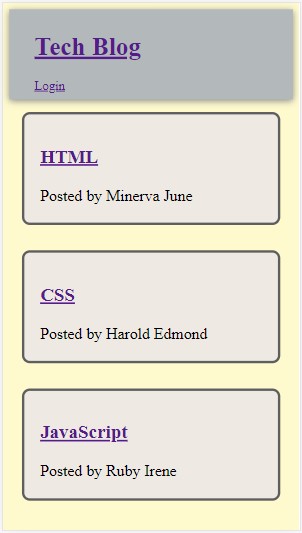 Tech Blog
Login
HTML
Posted by Minerva June
CSS
Posted by Harold Edmond
JavaScript
Posted by Ruby Irene